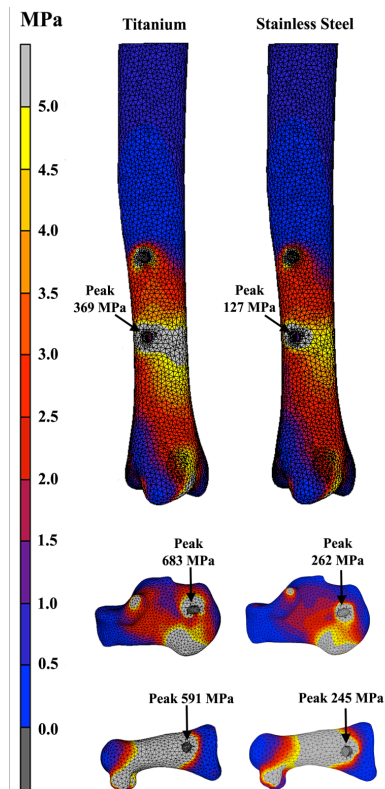 MPa
Titanium
Stainless Steel
5.0
4.5
4.0
3.5
3.0
2.5
2.0
1.5
1.0
0.5
0.0
Peak
369 MPa
Peak
127 MPa
Peak
683 MPa
Peak
262 MPa
Peak 591 MPa
Peak 245 MPa